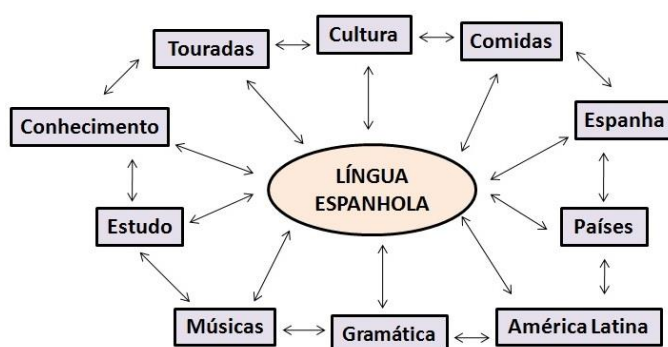 Cultura
Touradas
Comidas
Conhecimento
Espanha
LÍNGUA
ESPANHOLA
Estudo
Países
Músicas
Gramática
América Latina